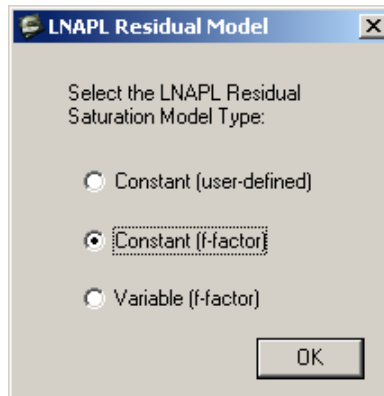 LNAPL Residual Model
Select the LNAPL Residual
Saturation Model Type:
Constant (user-defined)
Constant (f-factor)
Variable (f-factor)
OK